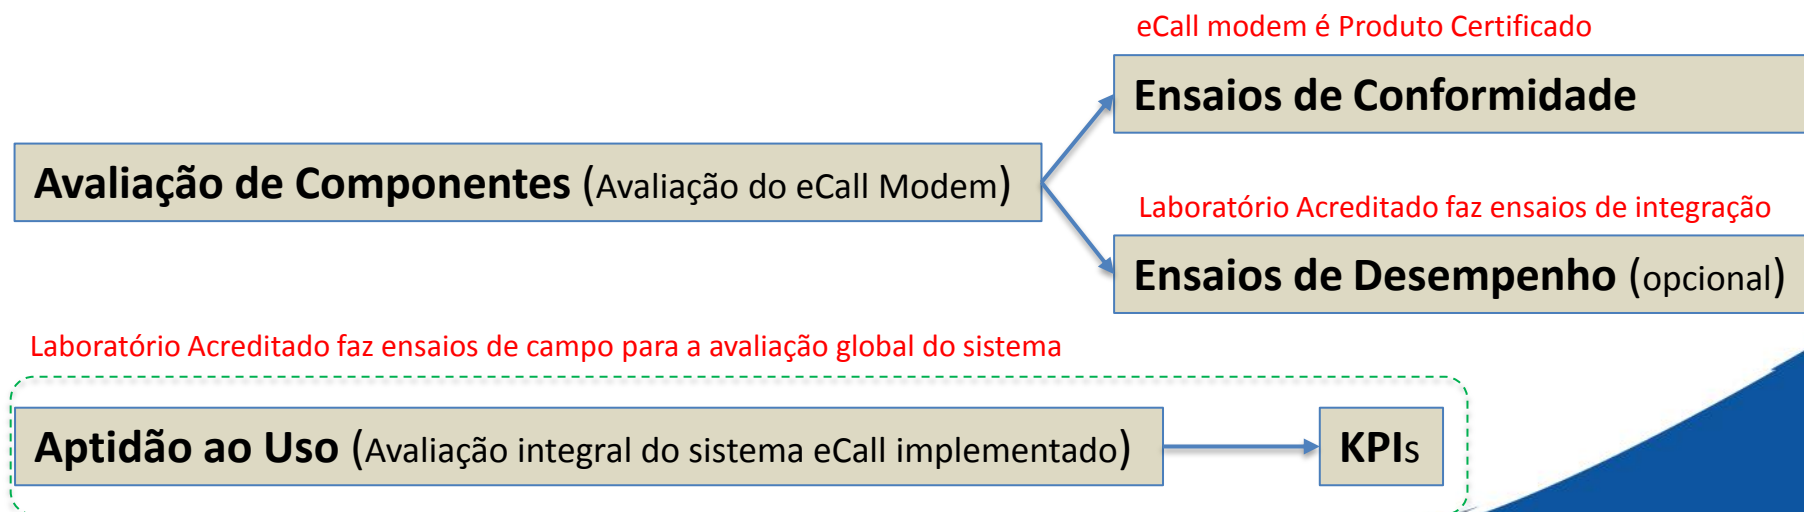 eCall modem é Produto Certificado
Ensaios de Conformidade
Avaliação de Componentes (Avaliação do eCall Modem)
Laboratório Acreditado faz ensaios de integração
Ensaios de Desempenho (opcional)
Laboratório Acreditado faz ensaios de campo para a avaliação global do sistema
Aptidão ao Uso (Avaliação integral do sistema eCall implementado)
KPIs